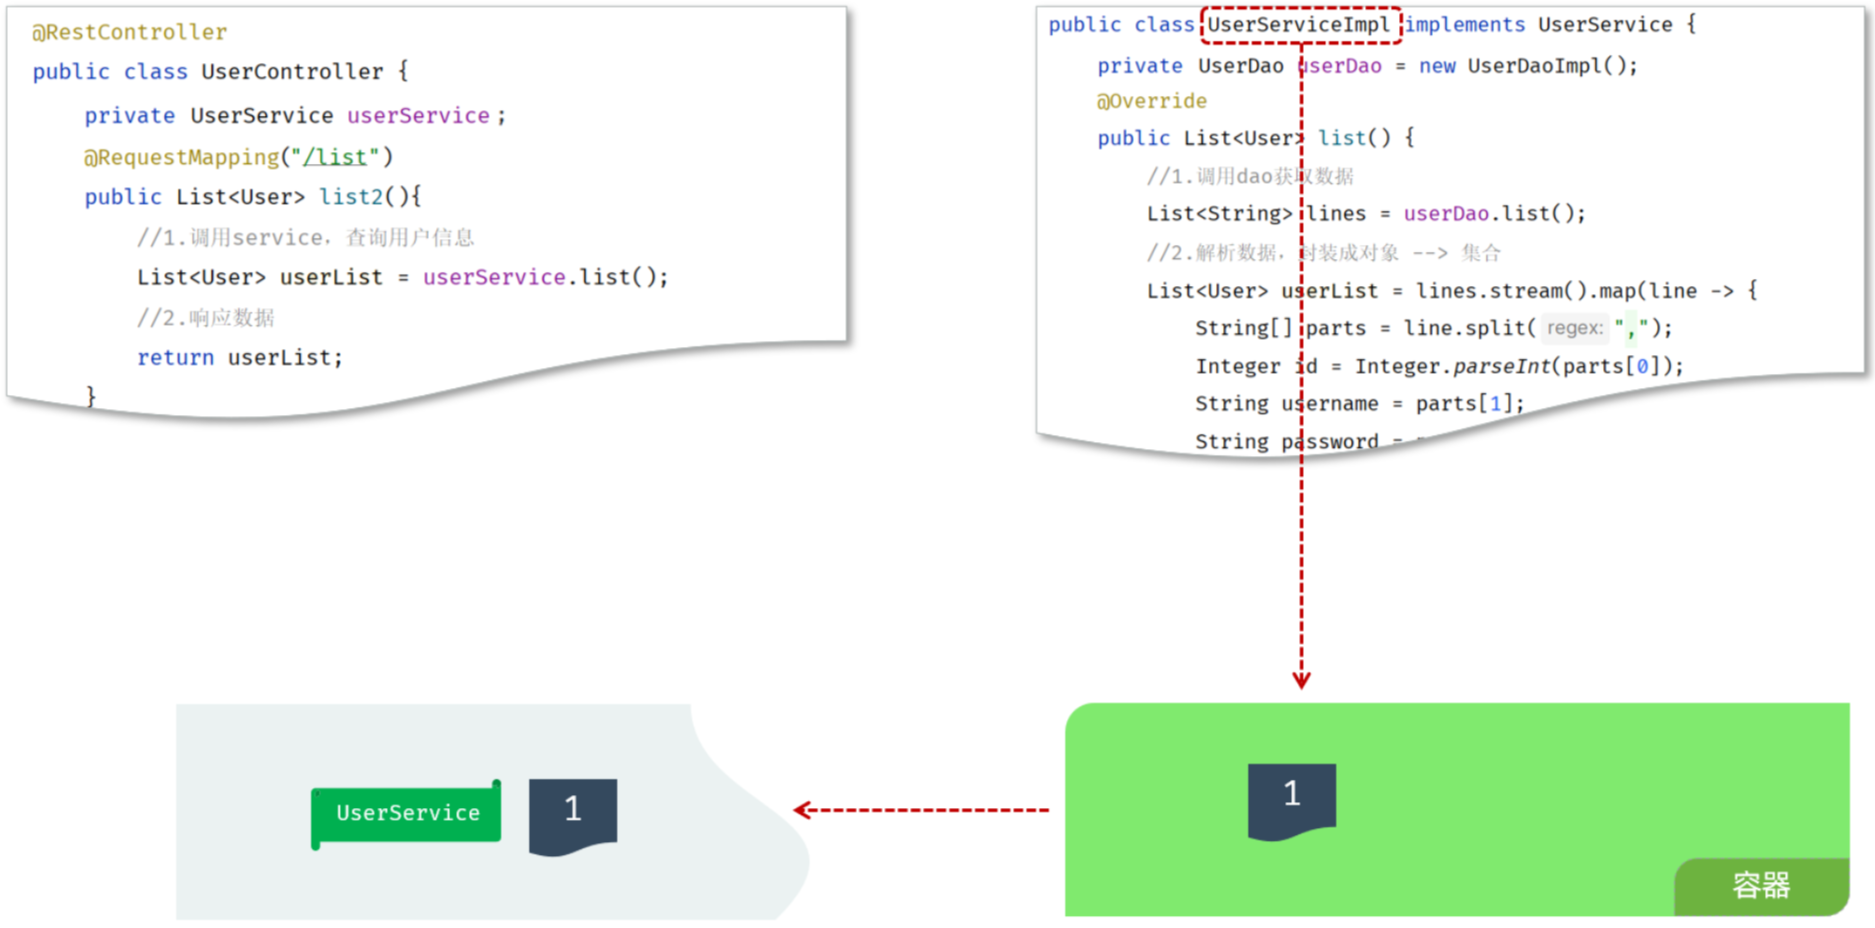 @RestController
public class UserController {
private UserService userService;
@RequestMapping("/list")
public List<User> list2(){
//1.调用service，查询用户信息
List<User> userList = userService.list();
//2.响应数据
return userList;
}
public class UserServiceImpl implements UserService {
private UserDao userDao = new UserDaoImpl();
@Override
public List<User> list() {
//1.调用dao获取数据
List<String> lines = userDao.list();
//2.解析数据，封装成对象 --> 集合
List<User> userList = lines.stream().map(line -> {
String[] parts = line.split( regex: ",");
Integer id = Integer.parseInt(parts[0]);
String username = parts[1];
String password =
UserService
1
1
容器